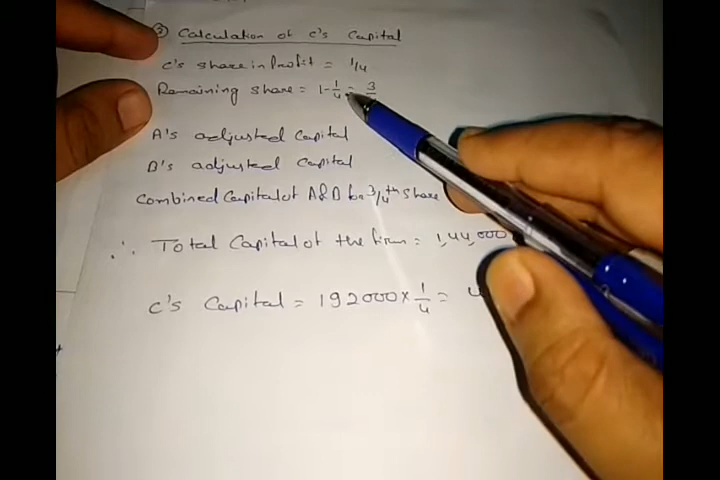 ③ Calculation of C's Capital
C's share in Profit = 1/4
Remaining share = 1-1/4 = 3
A's adjusted Capital
B's adjusted Capital
Combined Capital of A&B for 3/4th share
∴ Total Capital of the firm = 1,44,000
C's Capital = 192000 × 1/4 =